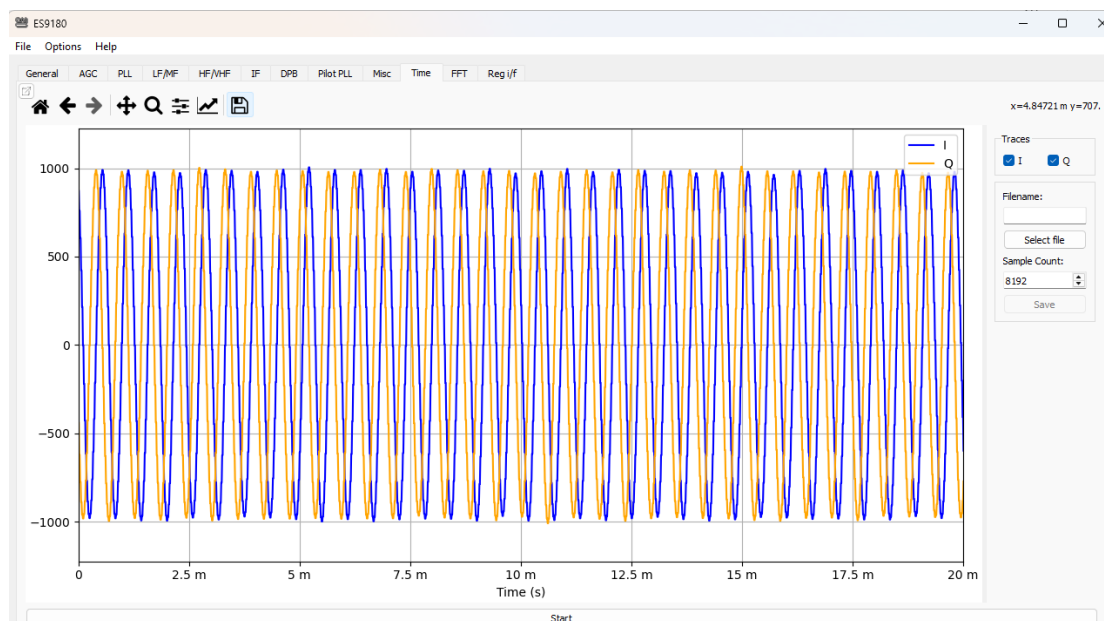 ES9180
File Options Help
General AGC PLL LF/MF HF/VHF IF DPB Pilot PLL Misc Time FFT Reg i/f
x=4.84721 m y=707.
I
Q
1000
500
0
−500
−1000
0 2.5 m 5 m 7.5 m 10 m 12.5 m 15 m 17.5 m 20 m
Time (s)
Traces
I Q
Filename:
Select file
Sample Count:
8192
Save
Start